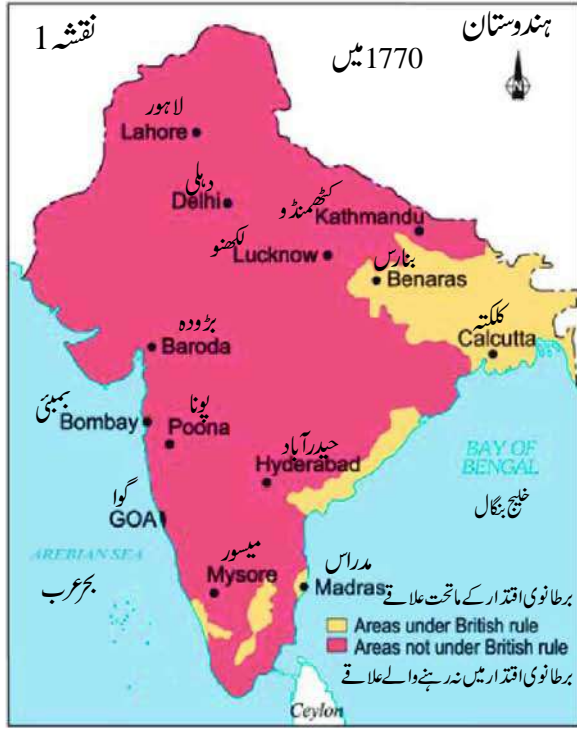 ہندوستان
1770 میں
نقشہ 1
N
لاہور
Lahore
دہلی
Delhi
کٹھمنڈو
Kathmandu
لکھنو
Lucknow
بنارس
Benaras
کلکتہ
Calcutta
بڑودہ
Baroda
بمبئی
Bombay
پونا
Poona
حیدرآباد
Hyderabad
BAY OF
BENGAL
خلیج بنگال
گوا
GOA
AREBIAN SEA
بحرعرب
میسور
Mysore
مدراس
Madras
برطانوی اقتدار کے ماتحت علاقے
Areas under British rule
Areas not under British rule
برطانوی اقتدار میں نہ رہنے والے علاقے
Ceylon